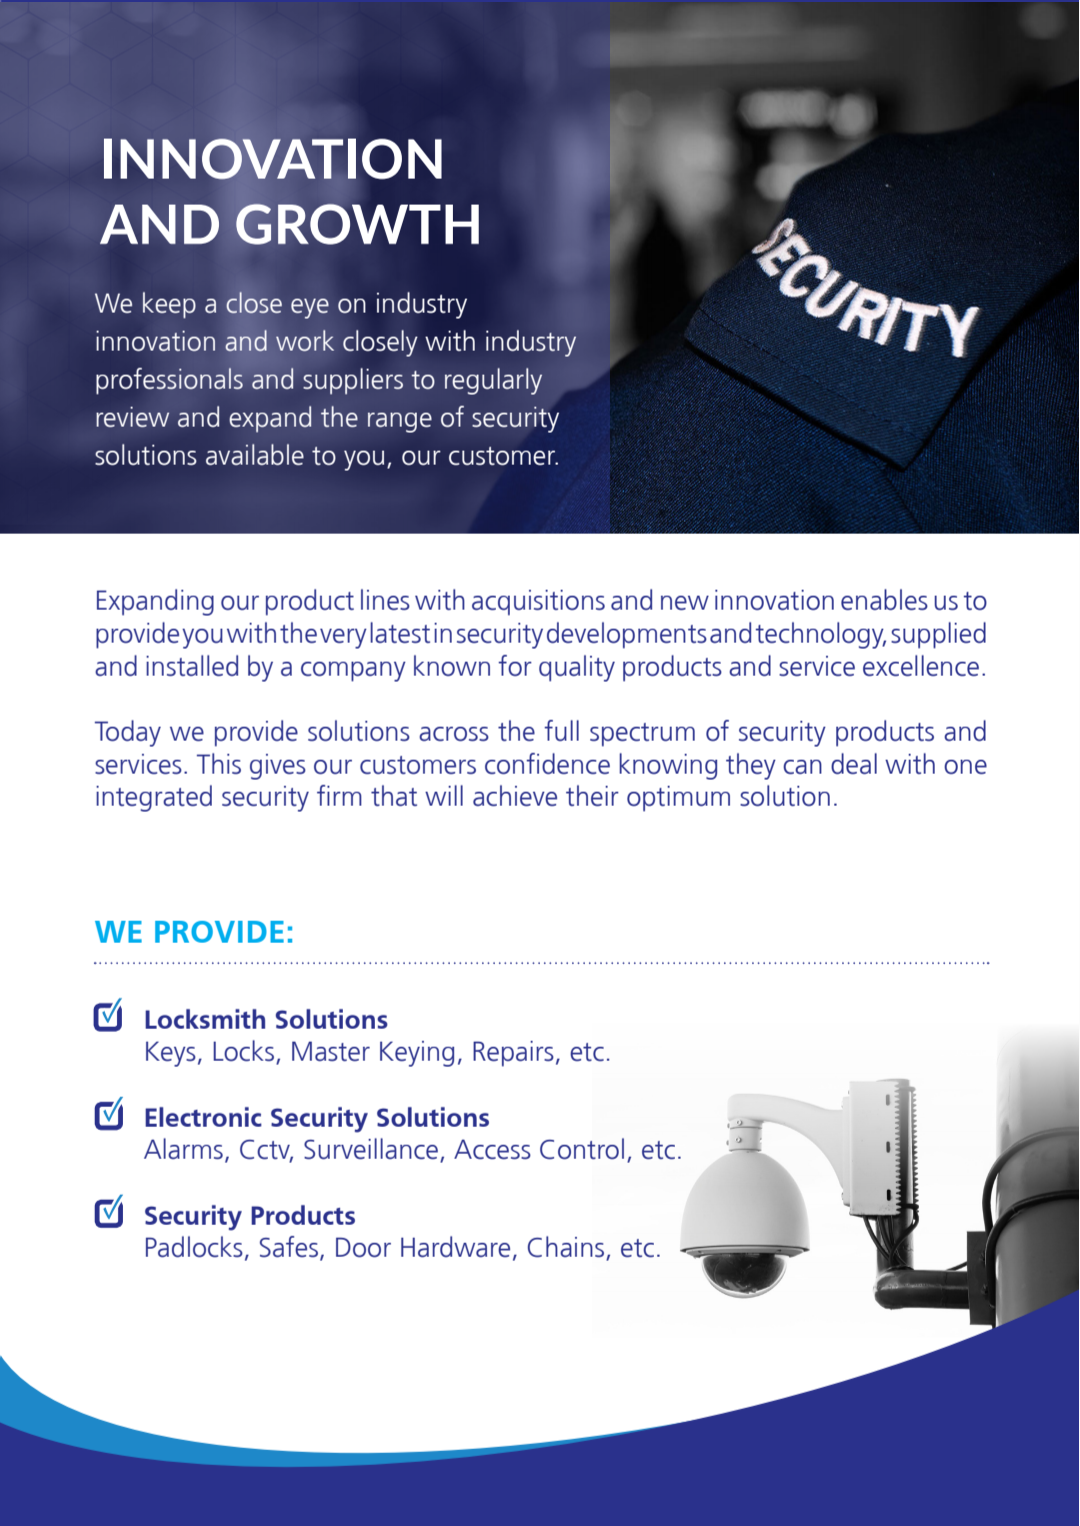 INNOVATION
AND GROWTH
We keep a close eye on industry
innovation and work closely with industry
professionals and suppliers to regularly
review and expand the range of security
solutions available to you, our customer.
SECURITY
Expanding our product lines with acquisitions and new innovation enables us to
provide you with the very latest in security developments and technology, supplied
and installed by a company known for quality products and service excellence.
Today we provide solutions across the full spectrum of security products and
services. This gives our customers confidence knowing they can deal with one
integrated security firm that will achieve their optimum solution.
WE PROVIDE:
Locksmith Solutions
Keys, Locks, Master Keying, Repairs, etc.
Electronic Security Solutions
Alarms, Cctv, Surveillance, Access Control, etc.
Security Products
Padlocks, Safes, Door Hardware, Chains, etc.